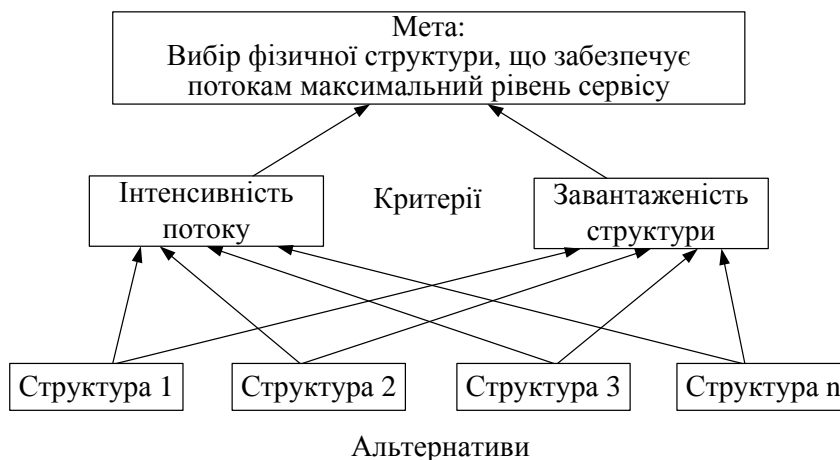 Мета:
Вибір фізичної структури, що забезпечує
потокам максимальний рівень сервісу
Інтенсивність
потоку
Критерії
Завантаженість
структури
Структура 1
Структура 2
Структура 3
Структура n
Альтернативи